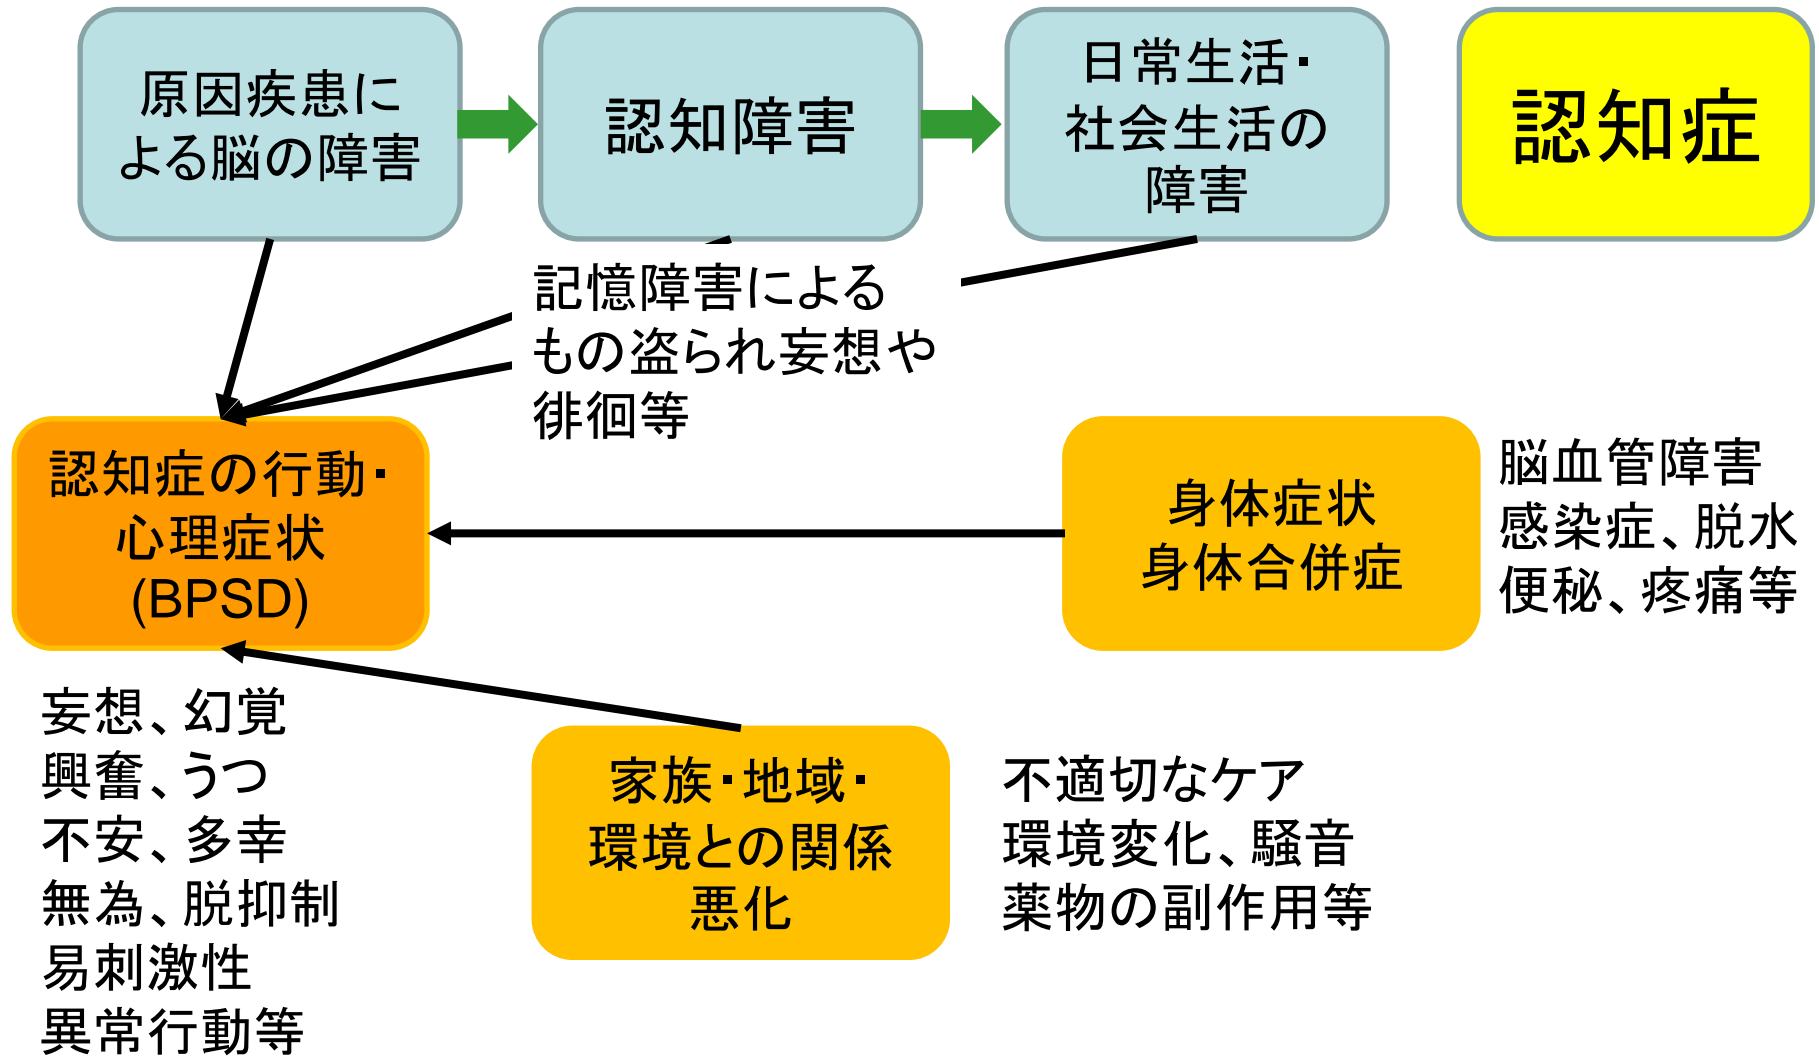 原因疾患に
よる脳の障害
認知障害
日常生活・
社会生活の
障害
認知症
記憶障害による
もの盗られ妄想や
徘徊等
認知症の行動・
心理症状
(BPSD)
身体症状
身体合併症
脳血管障害
感染症、脱水
便秘、疼痛等
妄想、幻覚
興奮、うつ
不安、多幸
無為、脱抑制
易刺激性
異常行動等
家族・地域・
環境との関係
悪化
不適切なケア
環境変化、騒音
薬物の副作用等